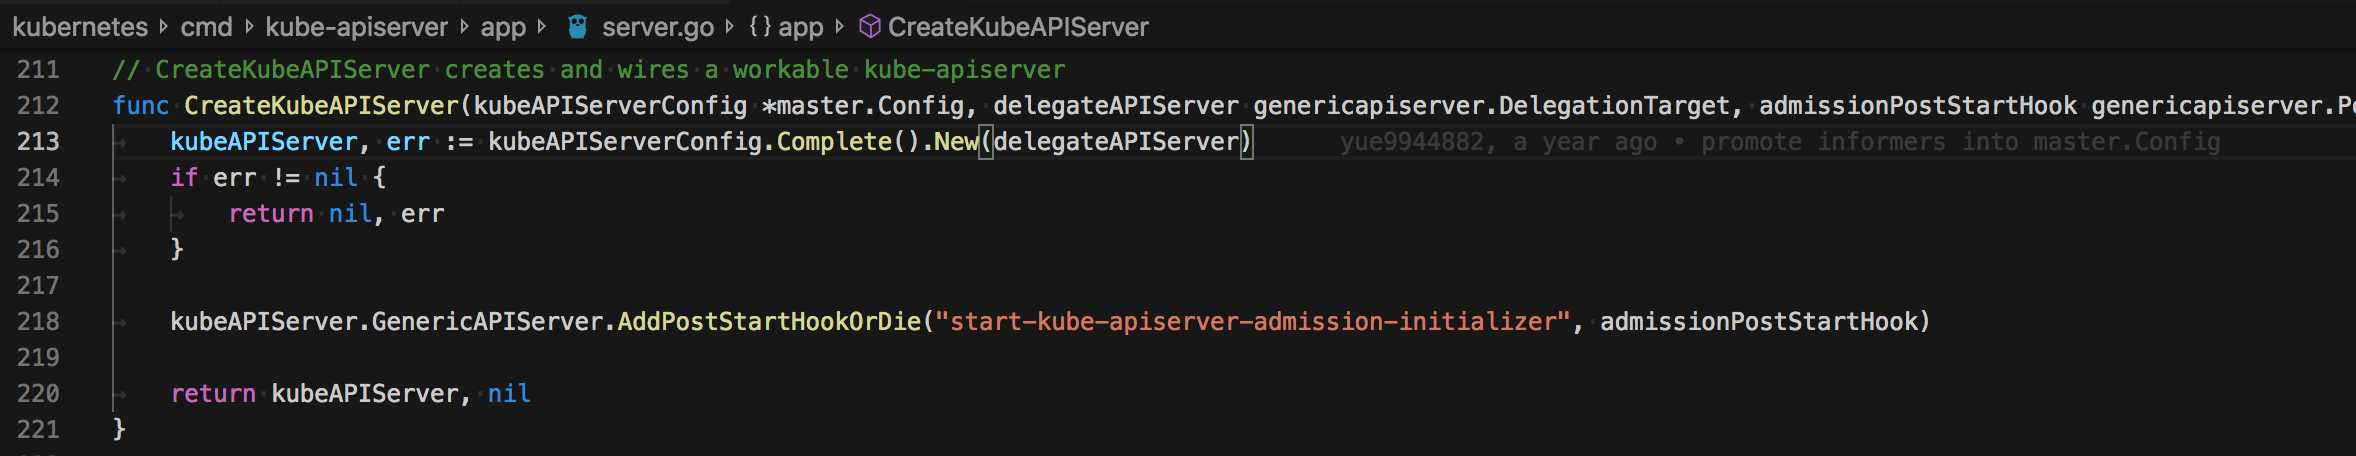 kubernetes > cmd > kube-apiserver > app > server.go > {} app > CreateKubeAPIServer
211 // CreateKubeAPIServer creates and wires a workable kube-apiserver
212 func CreateKubeAPIServer(kubeAPIServerConfig *master.Config, delegateAPIServer genericapiserver.DelegationTarget, admissionPostStartHook genericapiserver.Po
213 kubeAPIServer, err := kubeAPIServerConfig.Complete().New(delegateAPIServer) yue9944882, a year ago • promote informers into master.Config
214 if err != nil {
215 return nil, err
216 }
217
218 kubeAPIServer.GenericAPIServer.AddPostStartHookOrDie("start-kube-apiserver-admission-initializer", admissionPostStartHook)
219
220 return kubeAPIServer, nil
221 }